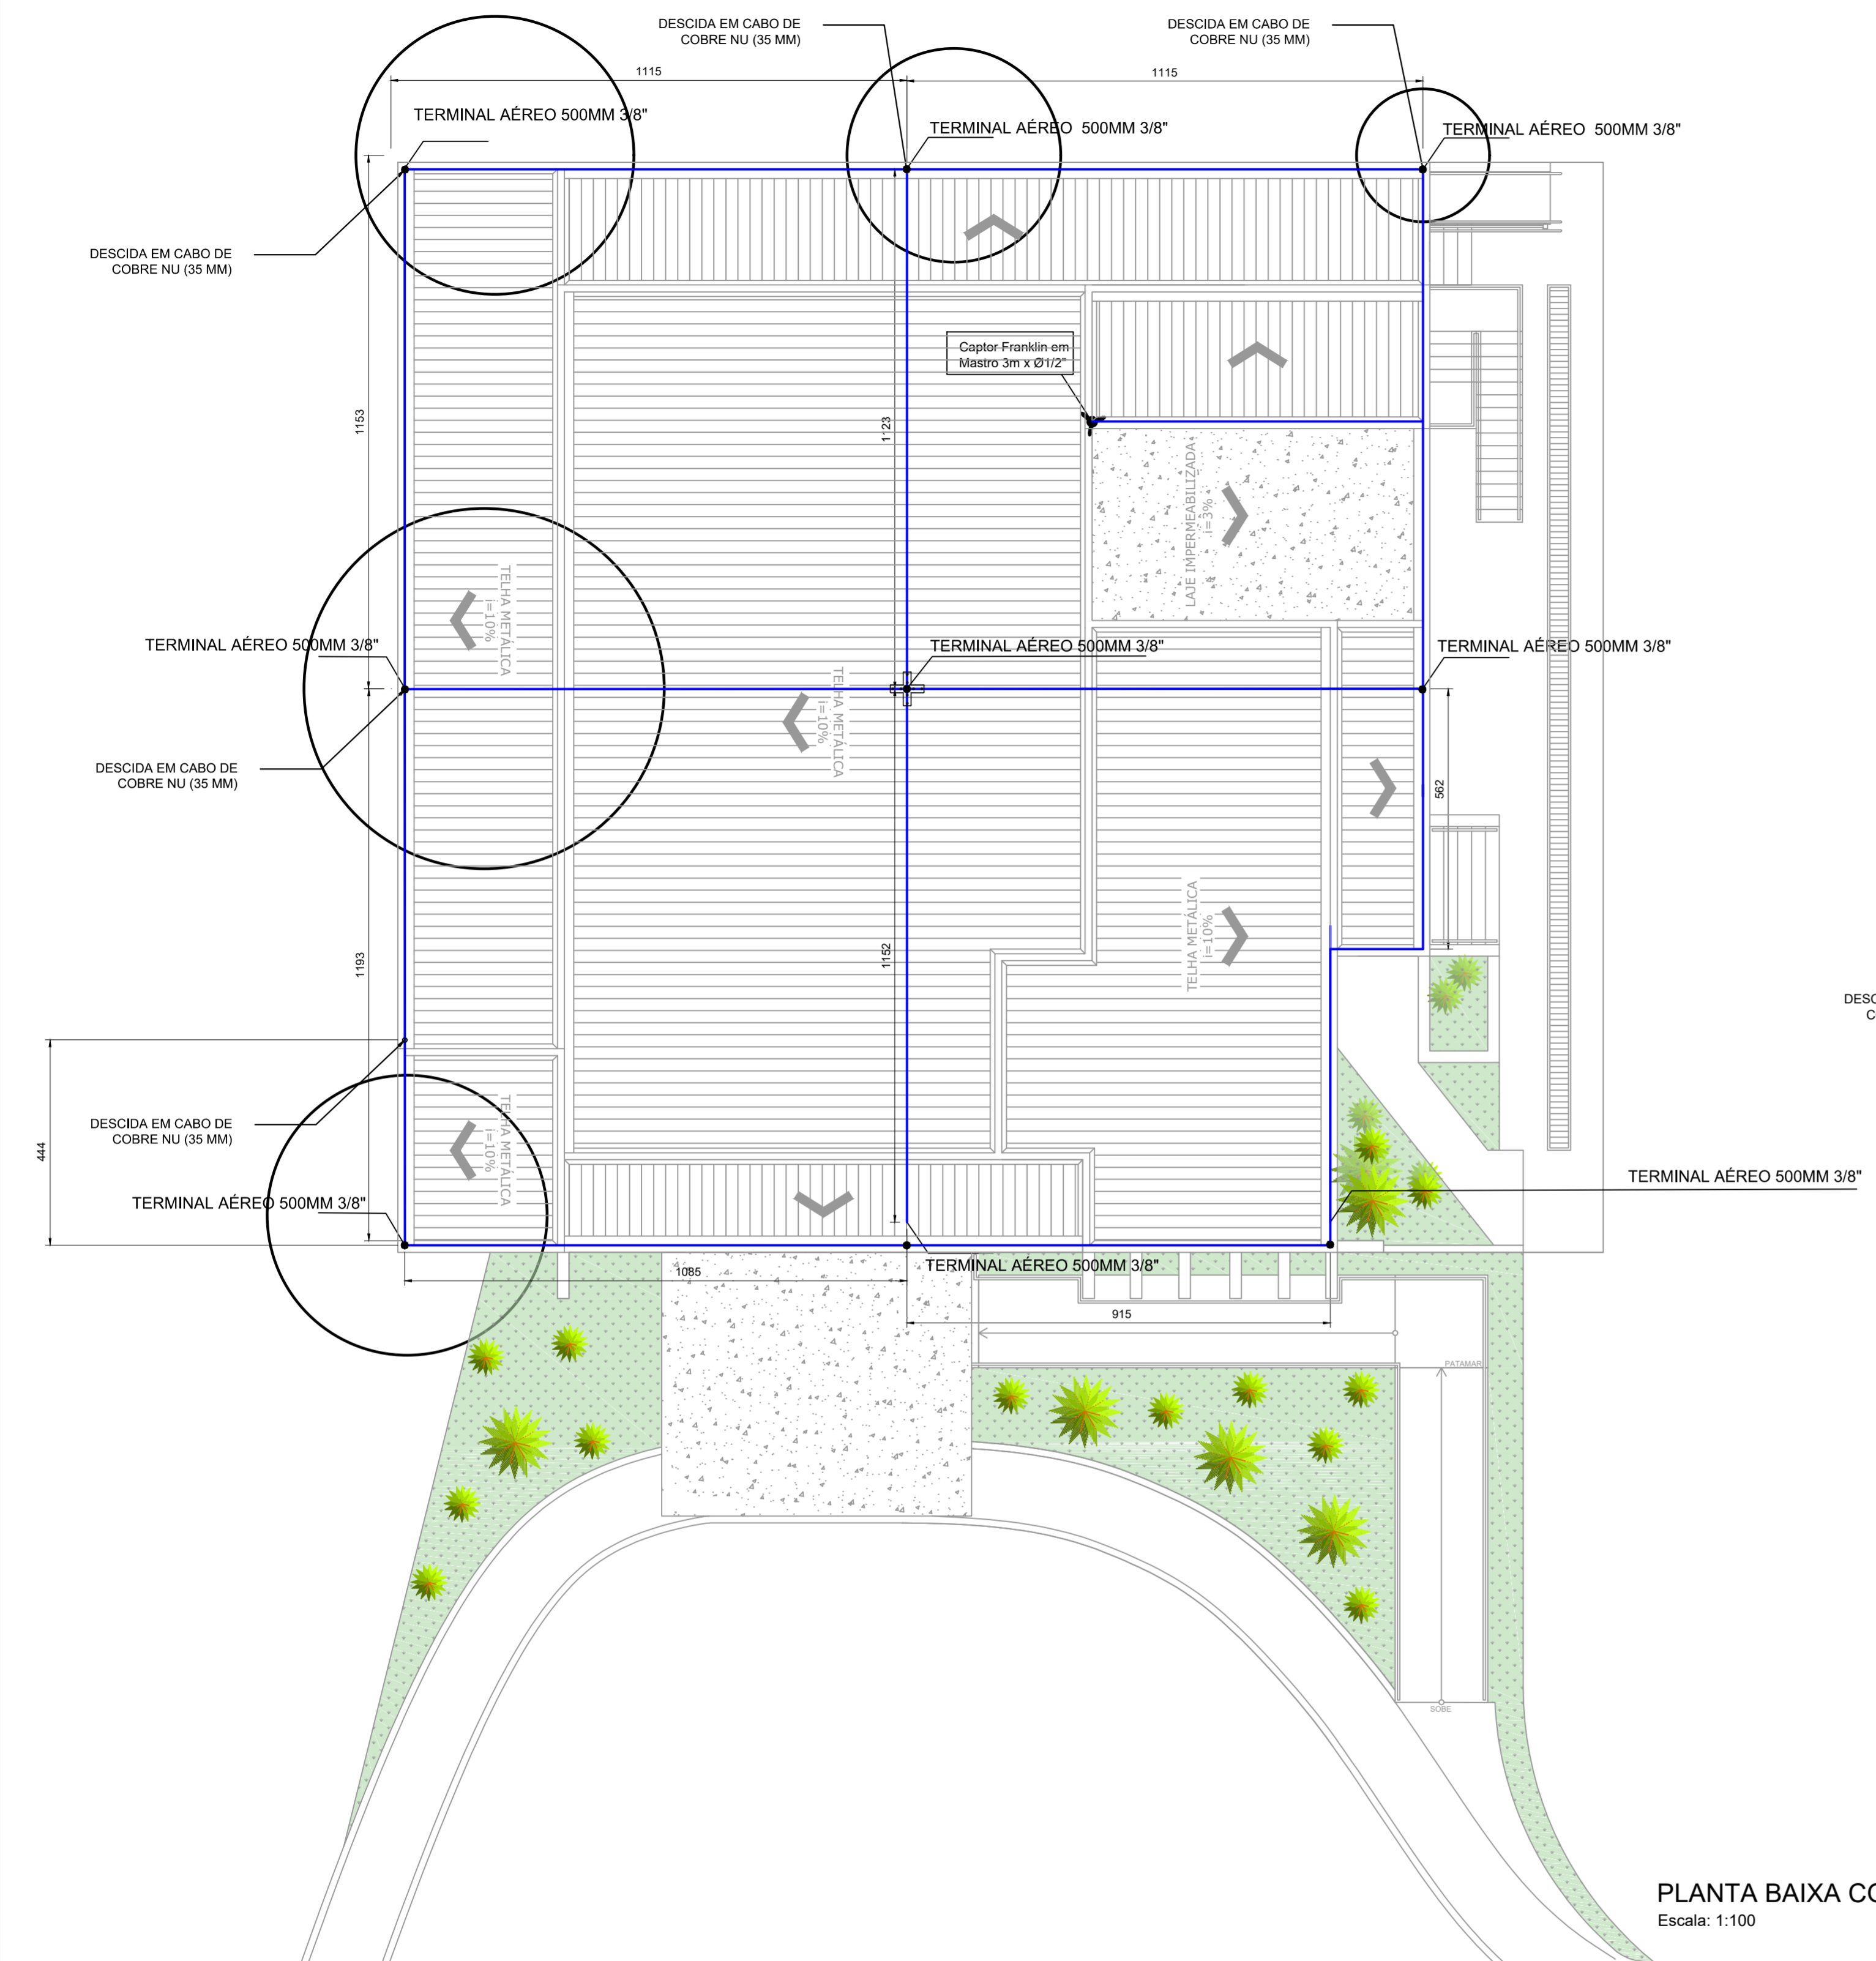 DESCIDA EM CABO DE
COBRE NU (35 MM)
DESCIDA EM CABO DE
COBRE NU (35 MM)
1115
1115
TERMINAL AÉREO 500MM 3/8"
TERMINAL AÉREO 500MM 3/8"
TERMINAL AÉREO 500MM 3/8"
DESCIDA EM CABO DE
COBRE NU (35 MM)
Captor Franklin em
Mastro 3m x Ø1/2"
1153
1123
LAJE IMPERMEABILIZADA
i=3%
TELHA METÁLICA
i=10%
TERMINAL AÉREO 500MM 3/8"
TERMINAL AÉREO 500MM 3/8"
TERMINAL AÉREO 500MM 3/8"
TELHA METÁLICA
i=10%
DESCIDA EM CABO DE
COBRE NU (35 MM)
562
TELHA METÁLICA
i=10%
1193
1152
DESC
C
DESCIDA EM CABO DE
COBRE NU (35 MM)
444
TELHA METÁLICA
i=10%
TERMINAL AÉREO 500MM 3/8"
TERMINAL AÉREO 500MM 3/8"
TERMINAL AÉREO 500MM 3/8"
1085
915
PATAMAR
SOBE
PLANTA BAIXA CO
Escala: 1:100